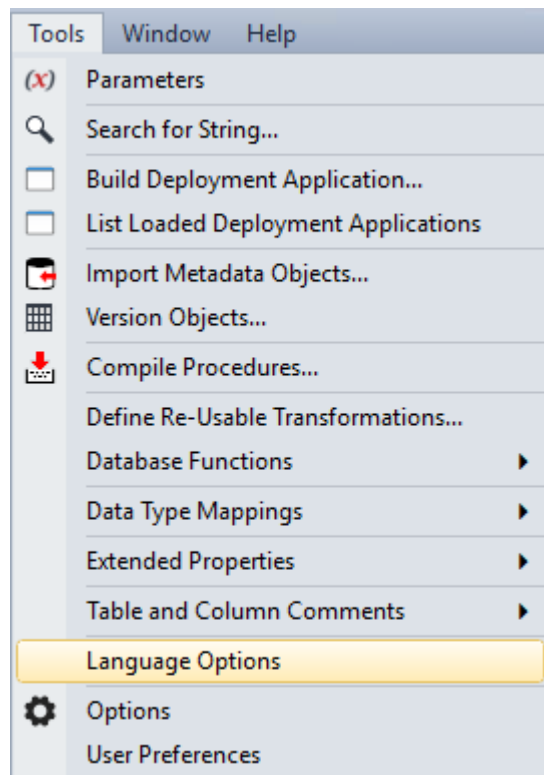 Tools Window Help
(x) Parameters
Search for String...
Build Deployment Application...
List Loaded Deployment Applications
Import Metadata Objects...
Version Objects...
Compile Procedures...
Define Re-Usable Transformations...
Database Functions
Data Type Mappings
Extended Properties
Table and Column Comments
Language Options
Options
User Preferences